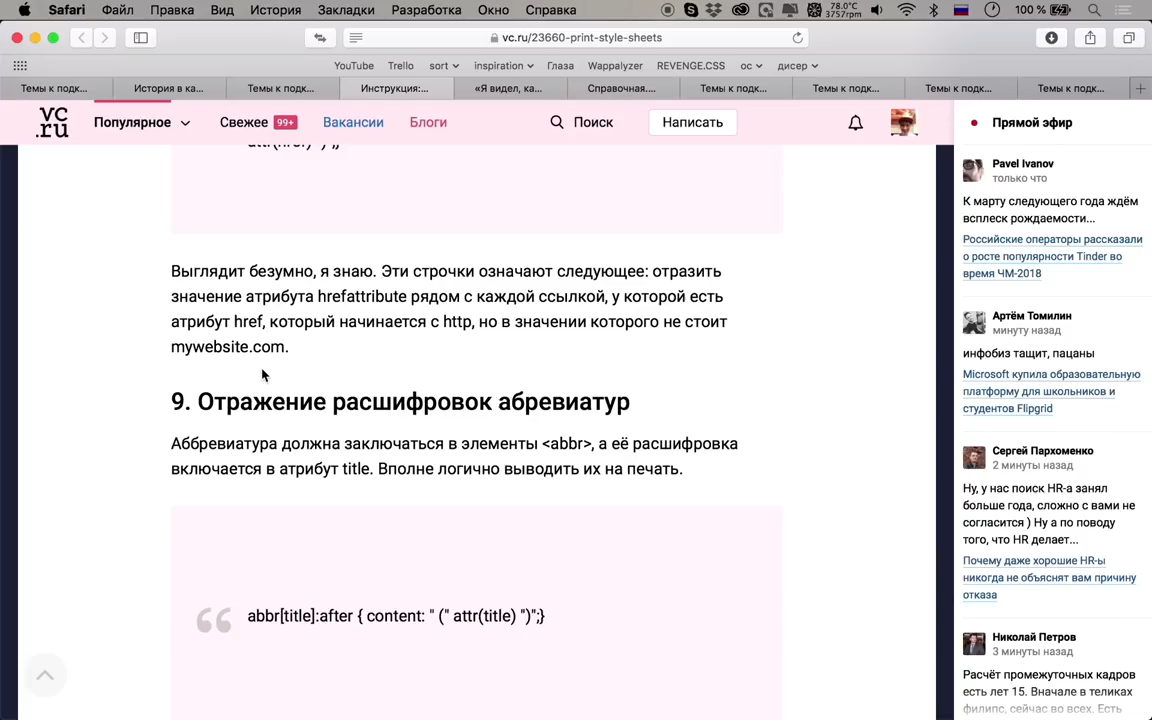 Safari Файл Правка Вид История Закладки Разработка Окно Справка 78.0°C 3757rpm 100 %
vc.ru/23660-print-style-sheets
YouTube Trello sort inspiration Глаза Wappalyzer REVENGE.CSS ос дисер
Темы к подк... История в ка... Темы к подк... Инструкция:... «Я видел, ка... Справочная.... Темы к подк... Темы к подк... Темы к подк... Темы к подк...
vc.ru Популярное Свежее 99+ Вакансии Блоги Поиск Написать
attr(href) ")";}
Выглядит безумно, я знаю. Эти строчки означают следующее: отразить
значение атрибута hrefattribute рядом с каждой ссылкой, у которой есть
атрибут href, который начинается с http, но в значении которого не стоит
mywebsite.com.
9. Отражение расшифровок абревиатур
Аббревиатура должна заключаться в элементы <abbr>, а её расшифровка
включается в атрибут title. Вполне логично выводить их на печать.
abbr[title]:after { content: " (" attr(title) ")";}
Прямой эфир
Pavel Ivanov
только что
К марту следующего года ждём
всплеск рождаемости...
Российские операторы рассказали
о росте популярности Tinder во
время ЧМ-2018
Артём Томилин
минуту назад
инфобиз тащит, пацаны
Microsoft купила образовательную
платформу для школьников и
студентов Flipgrid
Сергей Пархоменко
2 минуты назад
Ну, у нас поиск HR-а занял
больше года, сложно с вами не
согласится ) Ну а по поводу
того, что HR делает...
Почему даже хорошие HR-ы
никогда не объяснят вам причину
отказа
Николай Петров
3 минуты назад
Расчёт промежуточных кадров
есть лет 15. Вначале в теликах
филипс, сейчас во всех. Есть